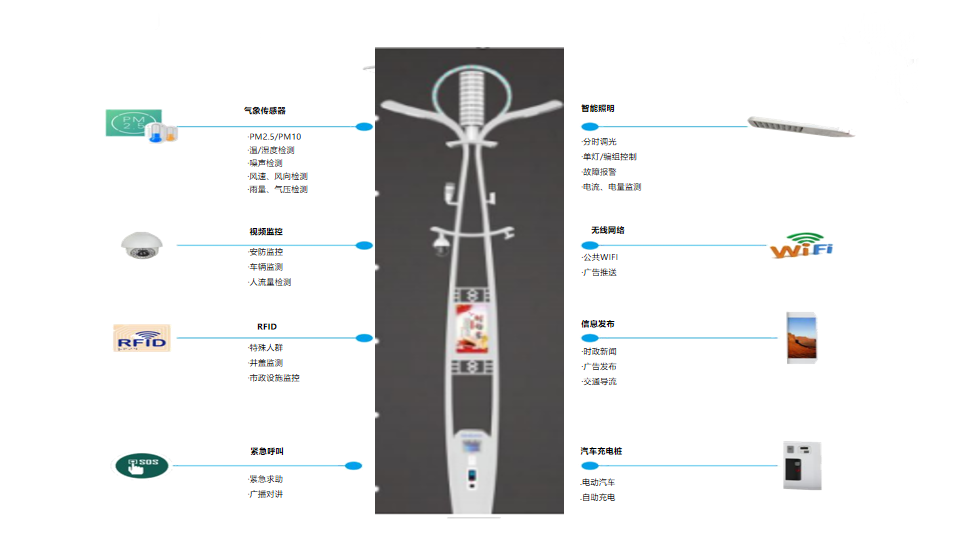 气象传感器
PM
2.5
·PM2.5/PM10
·温/湿度检测
·噪声检测
·风速、风向检测
·雨量、气压检测
视频监控
·安防监控
·车辆监测
·人流量检测
RFID
RFID
·特殊人群
·井盖监测
·市政设施监控
紧急呼叫
SOS
·紧急求助
·广播对讲
智能照明
·分时调光
·单灯/编组控制
·故障报警
·电流、电量监测
无线网络
WiFi
·公共WIFI
·广告推送
信息发布
·时政新闻
·广告发布
·交通导流
汽车充电桩
.电动汽车
.自动充电